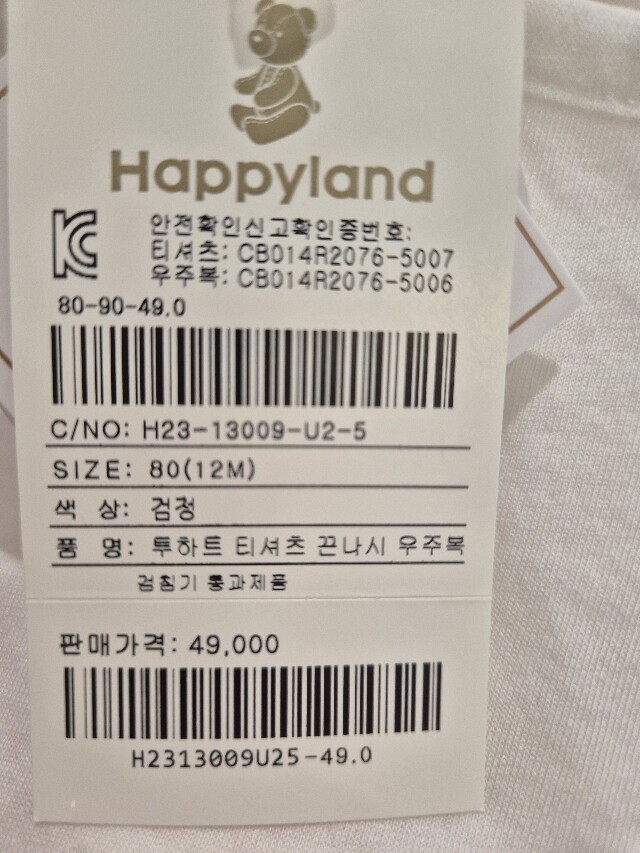 Happyland
안전확인신고확인증번호:
티셔츠: CB014R2076-5007
우주복: CB014R2076-5006
80-90-49.0
C/NO: H23-13009-U2-5
SIZE: 80(12M)
색 상: 검정
품 명: 투하트 티셔츠 끈나시 우주복
검침기 통과제품
판매가격: 49,000
H2313009U25-49.0